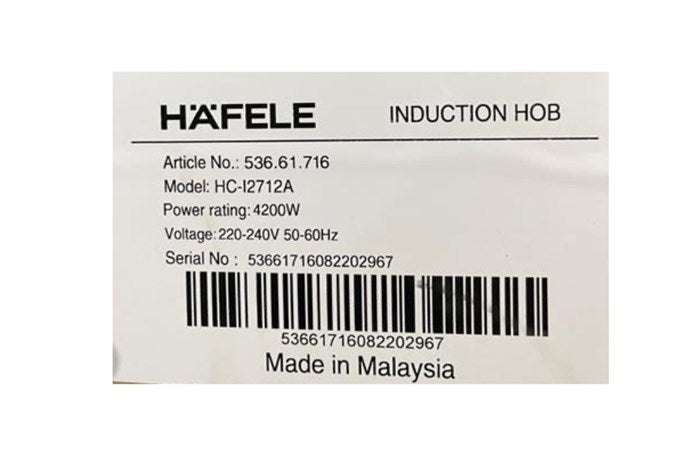 HÄFELE INDUCTION HOB
Article No.: 536.61.716
Model: HC-I2712A
Power rating: 4200W
Voltage: 220-240V 50-60Hz
Serial No : 53661716082202967
53661716082202967
Made in Malaysia